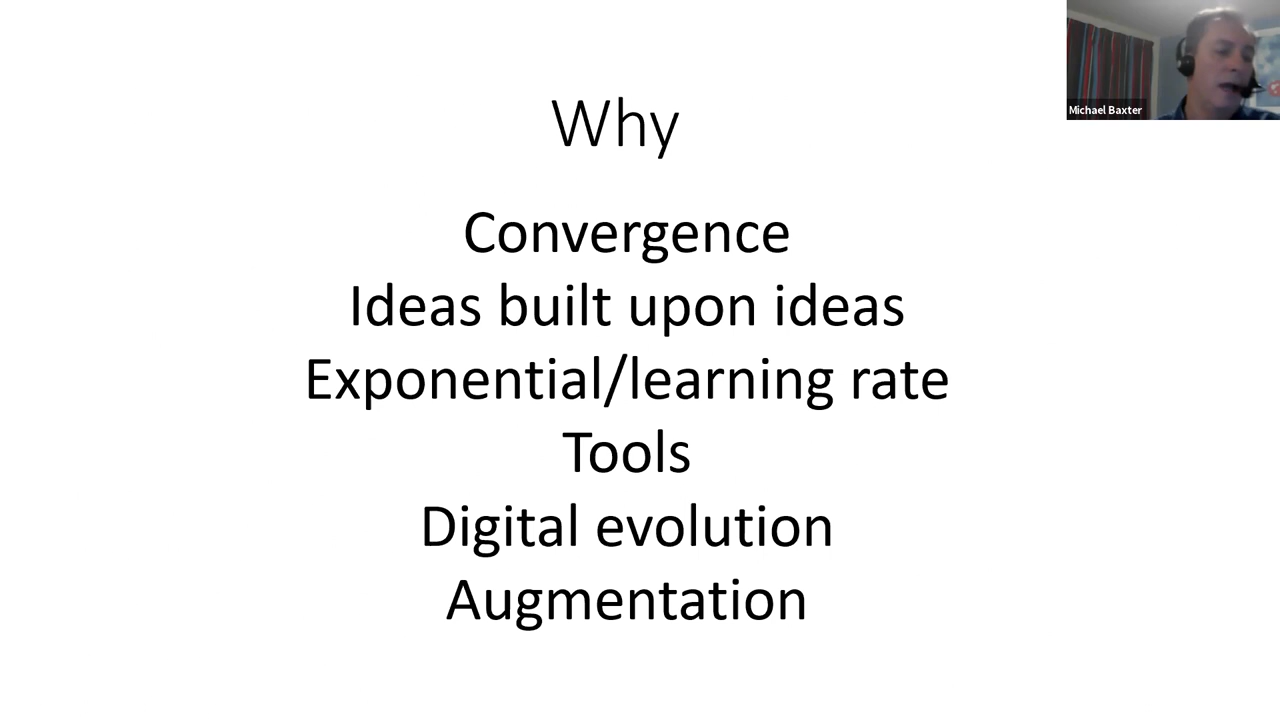 Why
Convergence
Ideas built upon ideas
Exponential/learning rate
Tools
Digital evolution
Augmentation
Michael Baxter